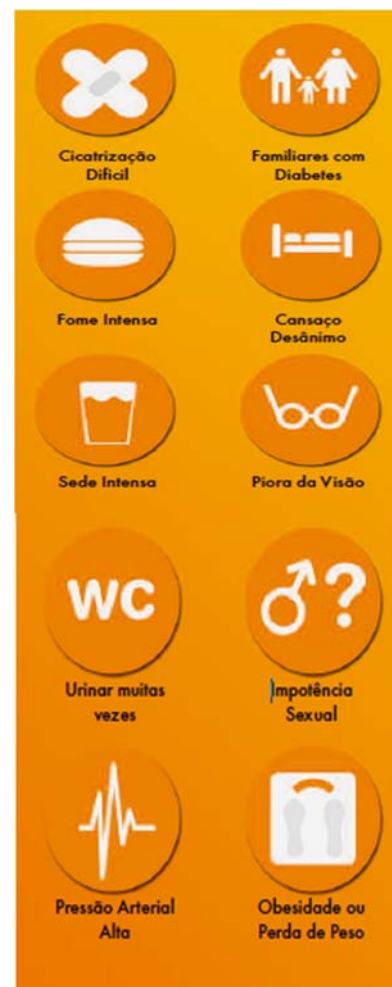 Cicatrização
Dificil
Familiares com
Diabetes
Fome Intensa
Cansaço
Desânimo
Sede Intensa
Piora da Visão
WC
Urinar muitas
vezes
?
Impotência
Sexual
Pressão Arterial
Alta
Obesidade ou
Perda de Peso